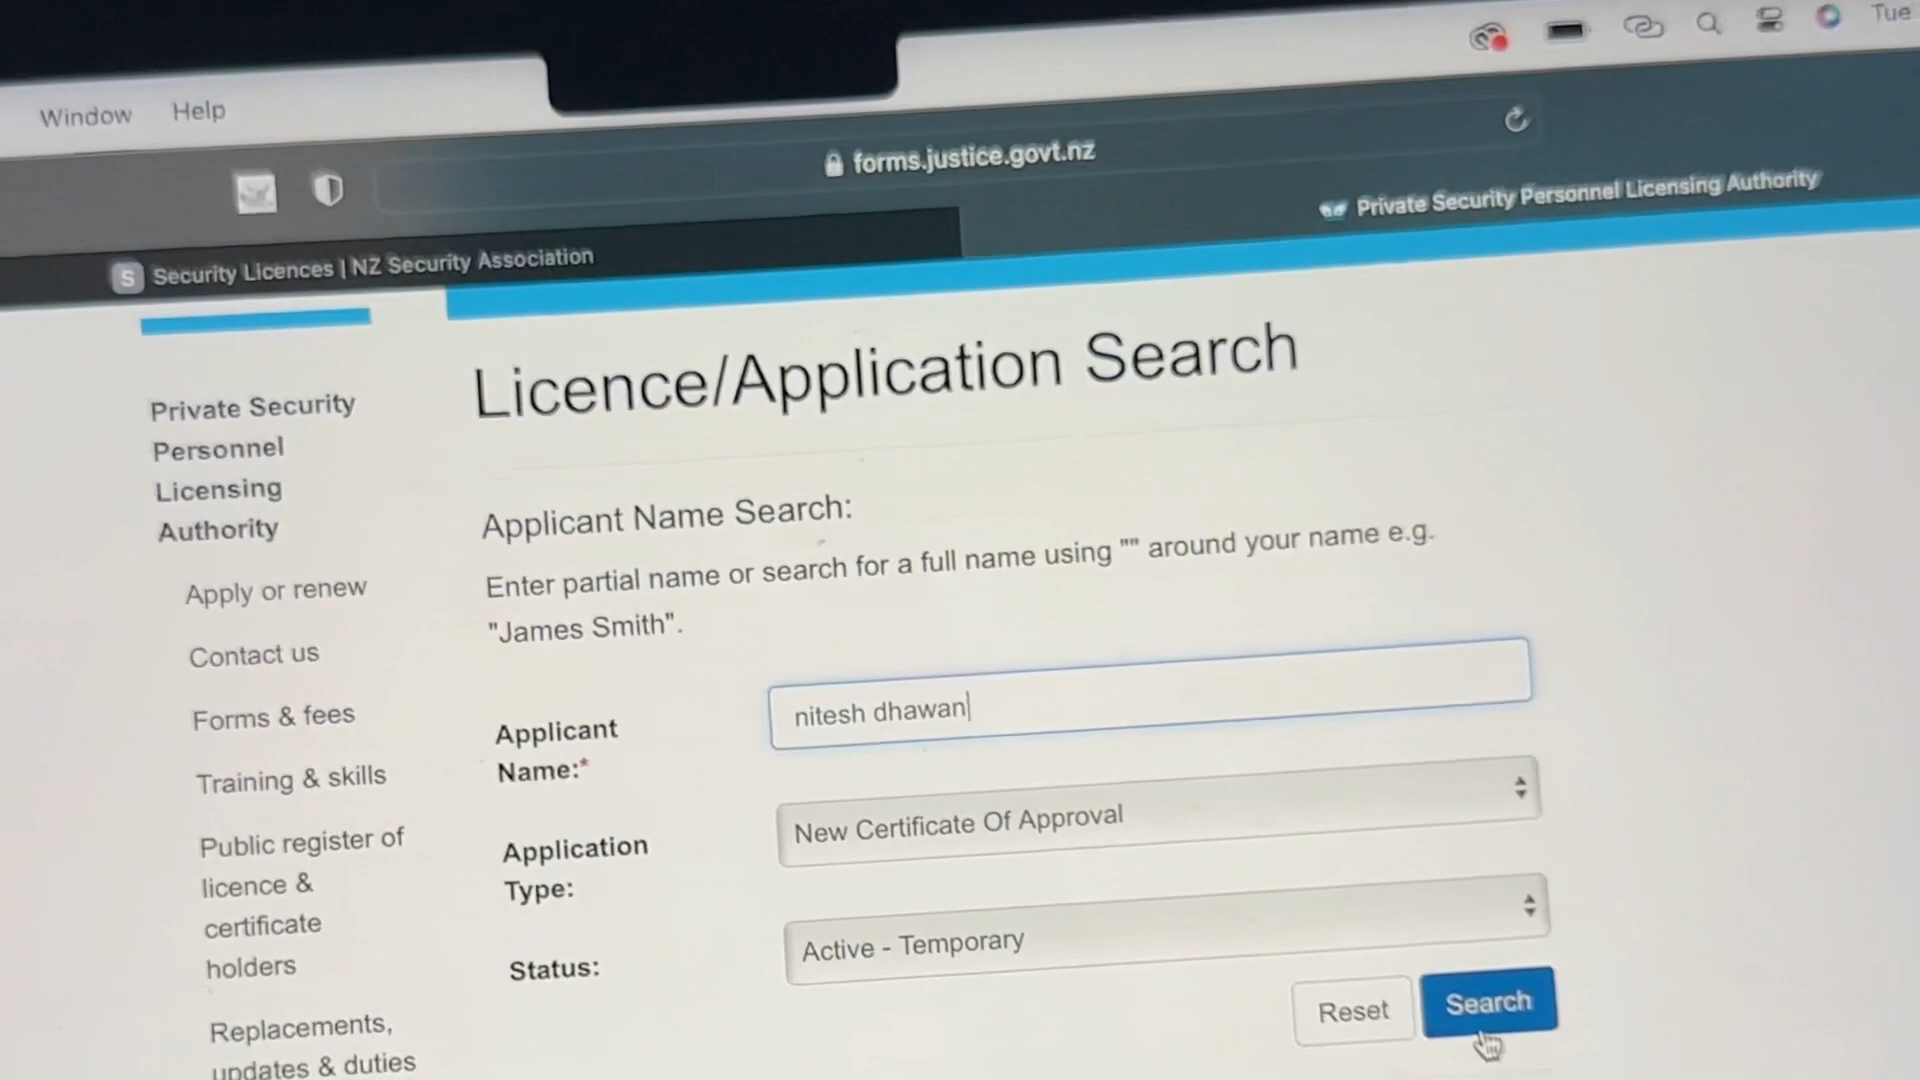 Window Help
Tue
forms.justice.govt.nz
Security Licences | NZ Security Association
Private Security Personnel Licensing Authority
Private Security
Personnel
Licensing
Authority
Apply or renew
Contact us
Forms & fees
Training & skills
Public register of
licence &
certificate
holders
Replacements,
updates & duties
Licence/Application Search
Applicant Name Search:
Enter partial name or search for a full name using "" around your name e.g.
"James Smith".
Applicant
Name:*
nitesh dhawan
Application
Type:
New Certificate Of Approval
Status:
Active - Temporary
Reset
Search